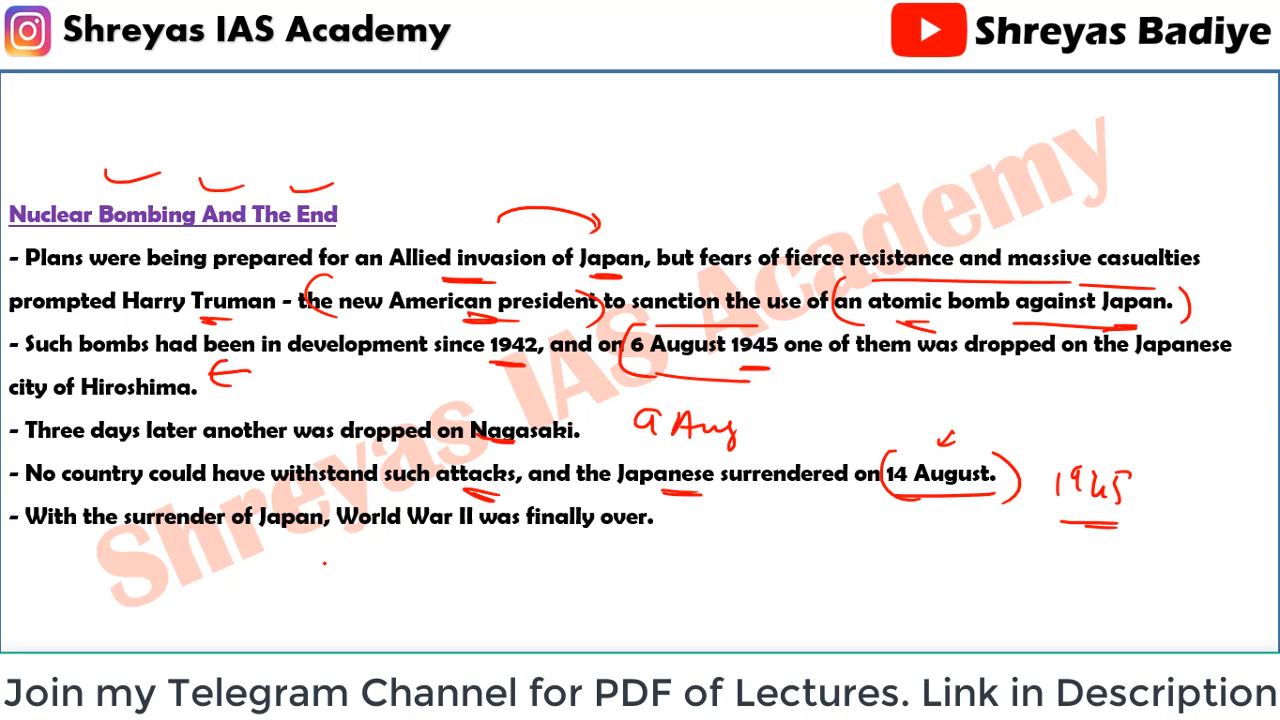 Shreyas IAS Academy
Shreyas Badiye
Nuclear Bombing And The End
- Plans were being prepared for an Allied invasion of Japan, but fears of fierce resistance and massive casualties
prompted Harry Truman - the new American president to sanction the use of an atomic bomb against Japan.
- Such bombs had been in development since 1942, and on 6 August 1945 one of them was dropped on the Japanese
city of Hiroshima.
- Three days later another was dropped on Nagasaki.
9 Aug
- No country could have withstand such attacks, and the Japanese surrendered on 14 August.
1945
- With the surrender of Japan, World War II was finally over.
Shreyas IAS Academy
Join my Telegram Channel for PDF of Lectures. Link in Description